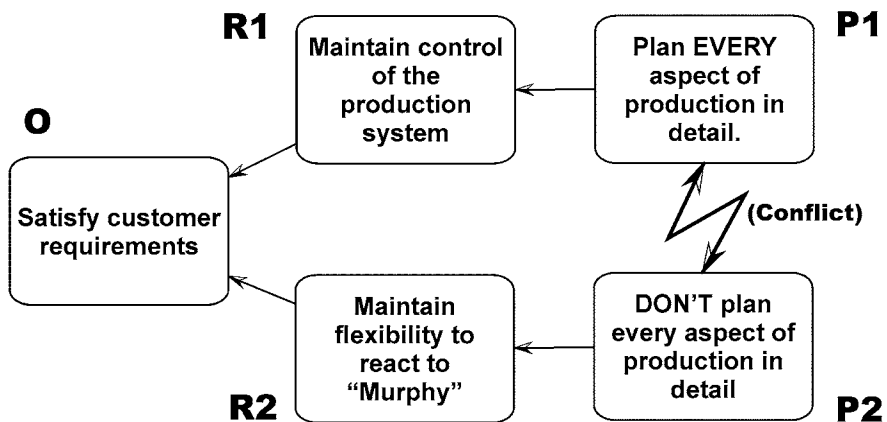 R1
Maintain control
of the
production
system
P1
Plan EVERY
aspect of
production in
detail.
O
Satisfy customer
requirements
(Conflict)
R2
Maintain
flexibility to
react to
“Murphy”
DON’T plan
every aspect of
production in
detail
P2